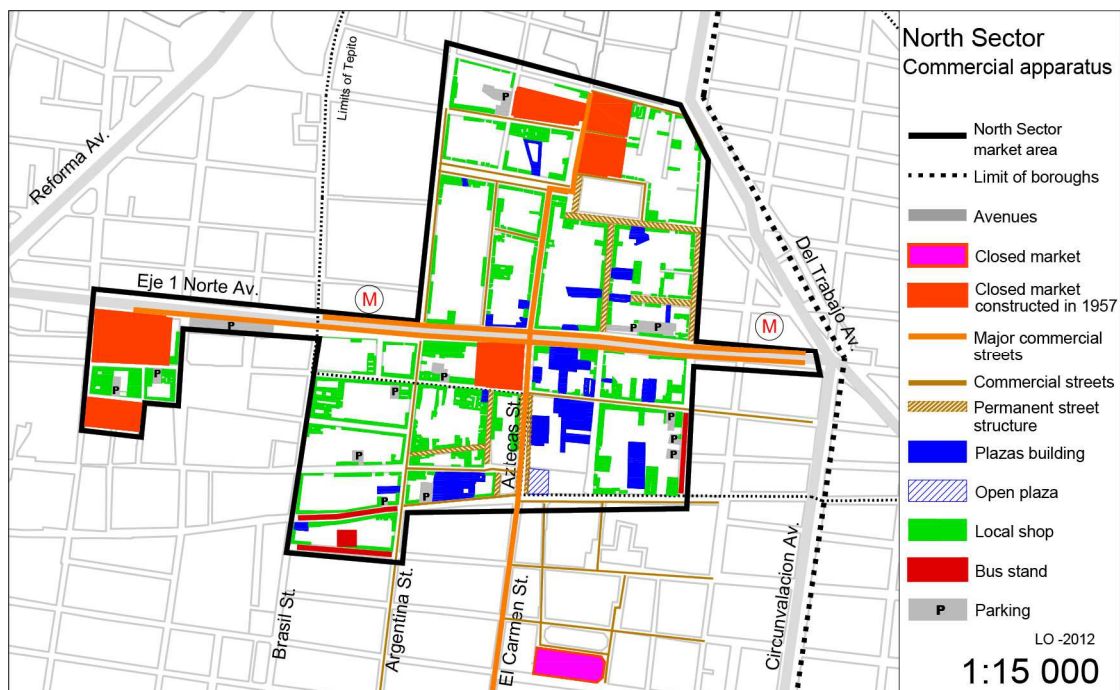 North Sector
Commercial apparatus
North Sector
market area
Limit of boroughs
Avenues
Closed market
Closed market
constructed in 1957
Major commercial
streets
Commercial streets
Permanent street
structure
Plazas building
Open plaza
Local shop
Bus stand
P
Parking
LO -2012
1:15 000
Limits of Tepito
Reforma Av.
P
Eje 1 Norte Av.
M
M
Del Trabajo Av.
P
P
P
P
P
P
P
P
P
P
P
P
P
P
Aztecas St.
Brasil St.
Argentina St.
El Carmen St.
Circunvalacion Av.